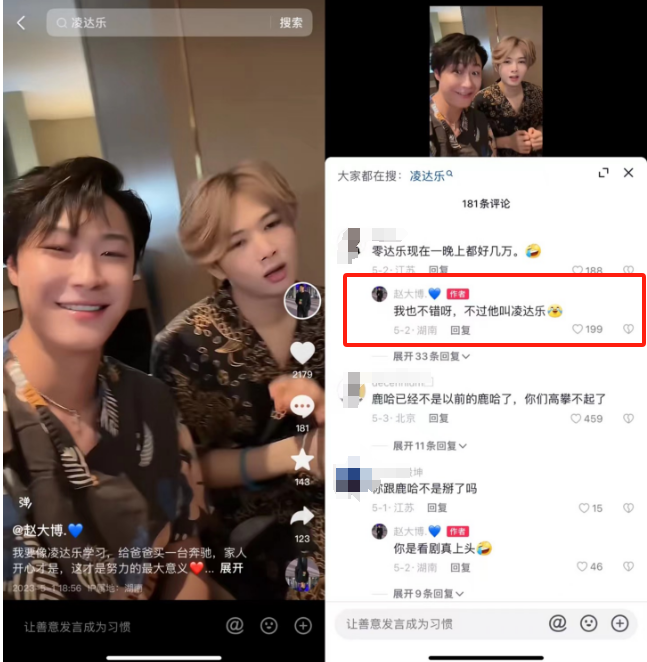 凌达乐
搜索
2179
181
143
123
弹
@赵大博.💙
我要像凌达乐学习，给爸爸买一台奔驰，家人
开心才是，这才是努力的最大意义❤️... 展开
2023-5-1 18:56 IP属地：湖南
让善意发言成为习惯
大家都在搜：凌达乐
181条评论
零达乐现在一晚上都好几万。🤣
5-2 · 江苏 回复
188
赵大博.💙 作者
我也不错呀，不过他叫凌达乐😂
5-2 · 湖南 回复
199
展开33条回复
鹿哈已经不是以前的鹿哈了，你们高攀不起了
5-3 · 北京 回复
459
展开11条回复
坤
你跟鹿哈不是掰了吗
5-1 · 江苏 回复
15
赵大博.💙 作者
你是看剧真上头🤣
5-2 · 湖南 回复
46
展开9条回复
让善意发言成为习惯